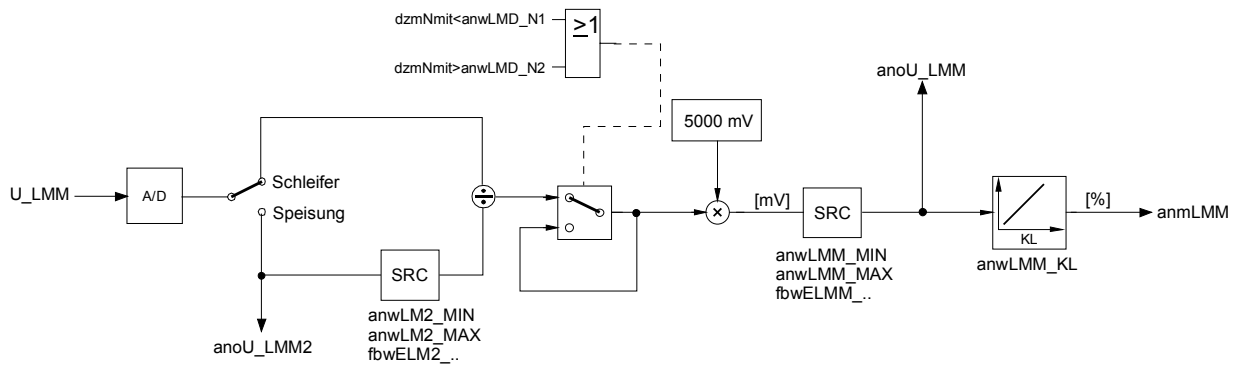 dzmNmit<anwLMD_N1
≥1
dzmNmit>anwLMD_N2
anoU_LMM
5000 mV
U_LMM
A/D
Schleifer
Speisung
÷
×
[mV]
SRC
KL
[%]
anmLMM
anwLMM_MIN
anwLMM_MAX
fbwELMM_..
anwLMM_KL
SRC
anwLM2_MIN
anwLM2_MAX
fbwELM2_..
anoU_LMM2